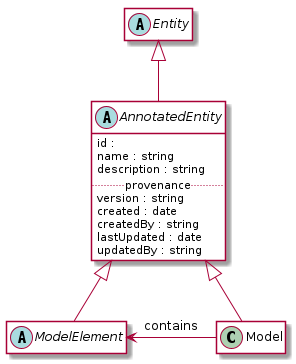 A Entity
A AnnotatedEntity
id :
name : string
description : string
provenance
version : string
created : date
createdBy : string
lastUpdated : date
updatedBy : string
contains
A ModelElement
C Model